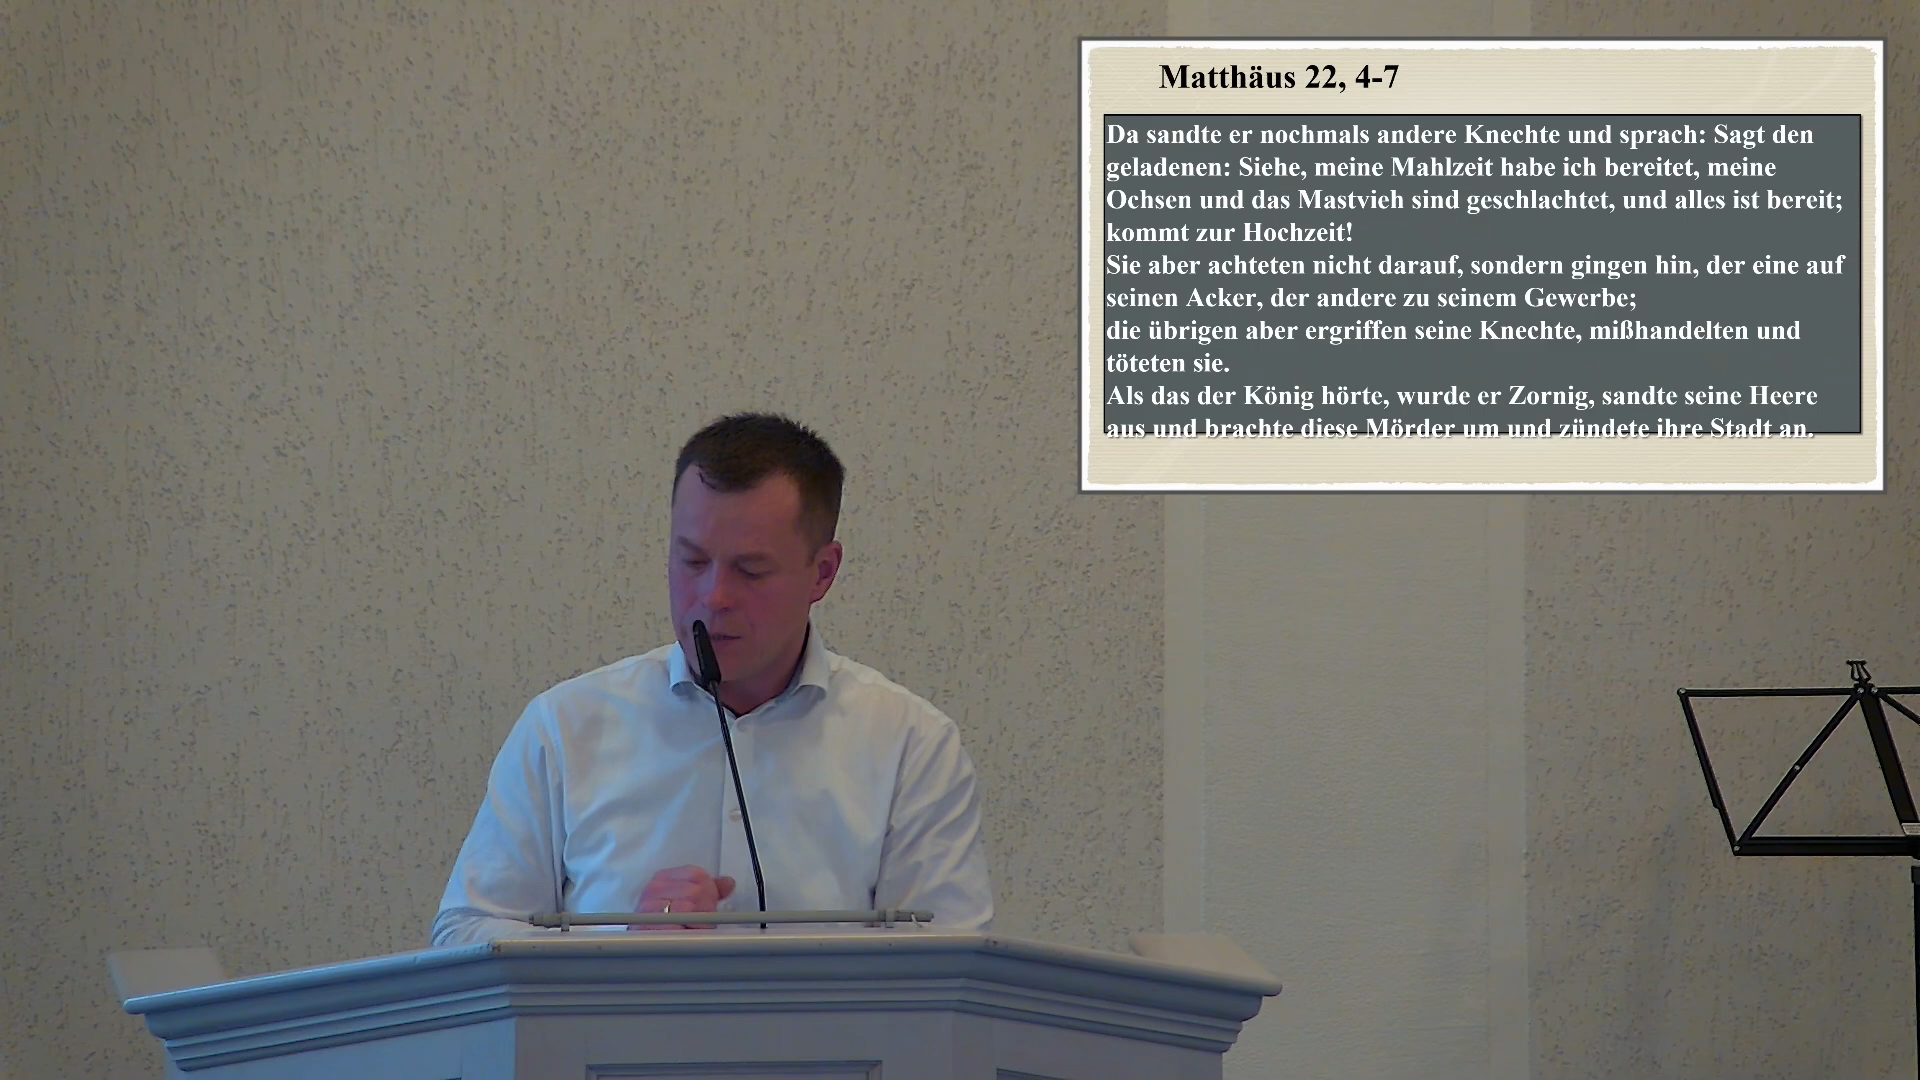 Matthäus 22, 4-7
Da sandte er nochmals andere Knechte und sprach: Sagt den
geladenen: Siehe, meine Mahlzeit habe ich bereitet, meine
Ochsen und das Mastvieh sind geschlachtet, und alles ist bereit;
kommt zur Hochzeit!
Sie aber achteten nicht darauf, sondern gingen hin, der eine auf
seinen Acker, der andere zu seinem Gewerbe;
die übrigen aber ergriffen seine Knechte, mißhandelten und
töteten sie.
Als das der König hörte, wurde er Zornig, sandte seine Heere
aus und brachte diese Mörder um und zündete ihre Stadt an.